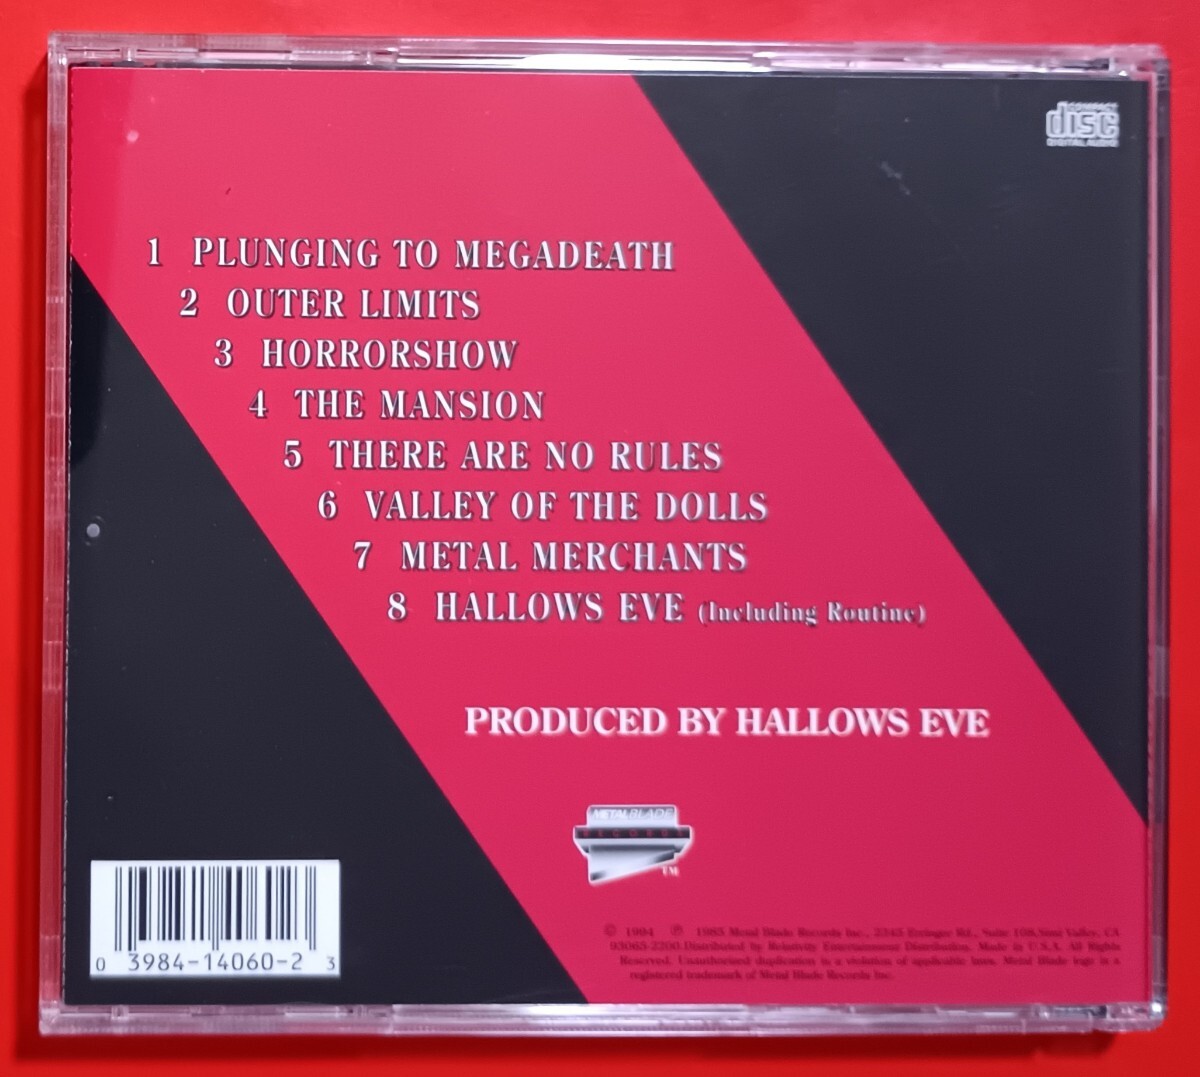 COMPACT
disc
DIGITAL AUDIO
1 PLUNGING TO MEGADEATH
2 OUTER LIMITS
3 HORRORSHOW
4 THE MANSION
5 THERE ARE NO RULES
6 VALLEY OF THE DOLLS
7 METAL MERCHANTS
8 HALLOWS EVE (Including Routine)
PRODUCED BY HALLOWS EVE
METAL BLADE
RECORDS
TM
© 1994 ℗ 1985 Metal Blade Records Inc., 2345 Erringer Rd., Suite 108, Simi Valley, CA
93065-2200. Distributed by Relativity Entertainment Distribution. Made in U.S.A. All Rights
Reserved. Unauthorized duplication is a violation of applicable laws. Metal Blade logo is a
registered trademark of Metal Blade Records Inc.
0 3984-14060-2 3